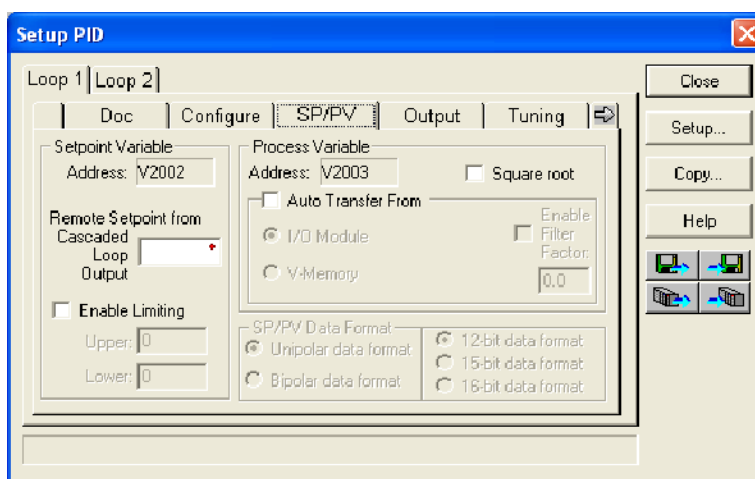 Setup PID
Loop 1 Loop 2
Doc Configure SP/PV Output Tuning
Setpoint Variable
Address: V2002
Remote Setpoint from
Cascaded
Loop
Output
*
Enable Limiting
Upper: 0
Lower: 0
Process Variable
Address: V2003
Square root
Auto Transfer From
I/O Module
V-Memory
Enable
Filter
Factor:
0.0
SP/PV Data Format
Unipolar data format
Bipolar data format
12-bit data format
15-bit data format
16-bit data format
Close
Setup...
Copy...
Help